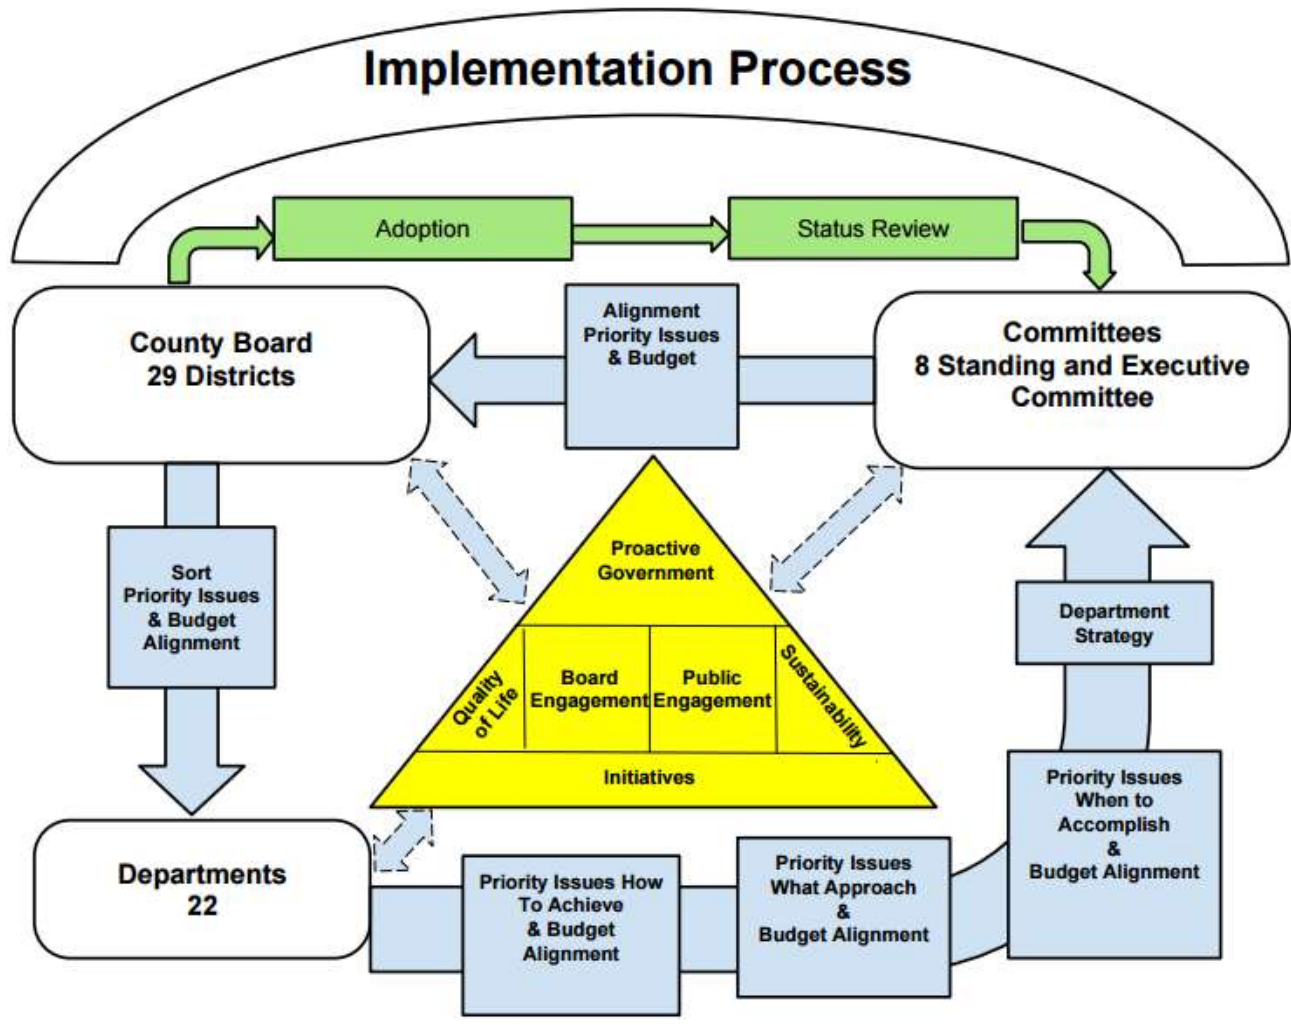 Implementation Process
Adoption
Status Review
County Board
29 Districts
Alignment
Priority Issues
& Budget
Committees
8 Standing and Executive
Committee
Sort
Priority Issues
& Budget
Alignment
Proactive
Government
Quality
of Life
Board
Engagement
Public
Engagement
Sustainability
Initiatives
Department
Strategy
Departments
22
Priority Issues How
To Achieve
& Budget
Alignment
Priority Issues
What Approach
&
Budget Alignment
Priority Issues
When to
Accomplish
&
Budget Alignment